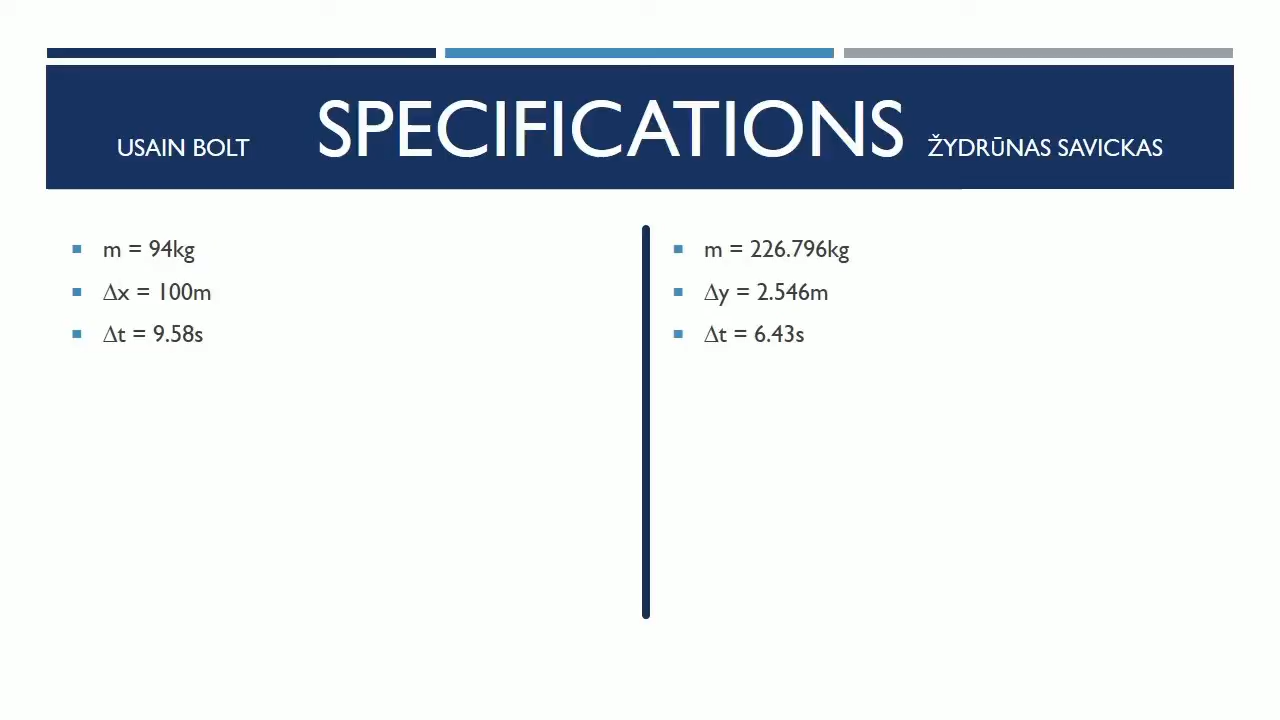 SPECIFICATIONS
USAIN BOLT
ŽYDRŪNAS SAVICKAS
m = 94kg
∆x = 100m
∆t = 9.58s
m = 226.796kg
∆y = 2.546m
∆t = 6.43s